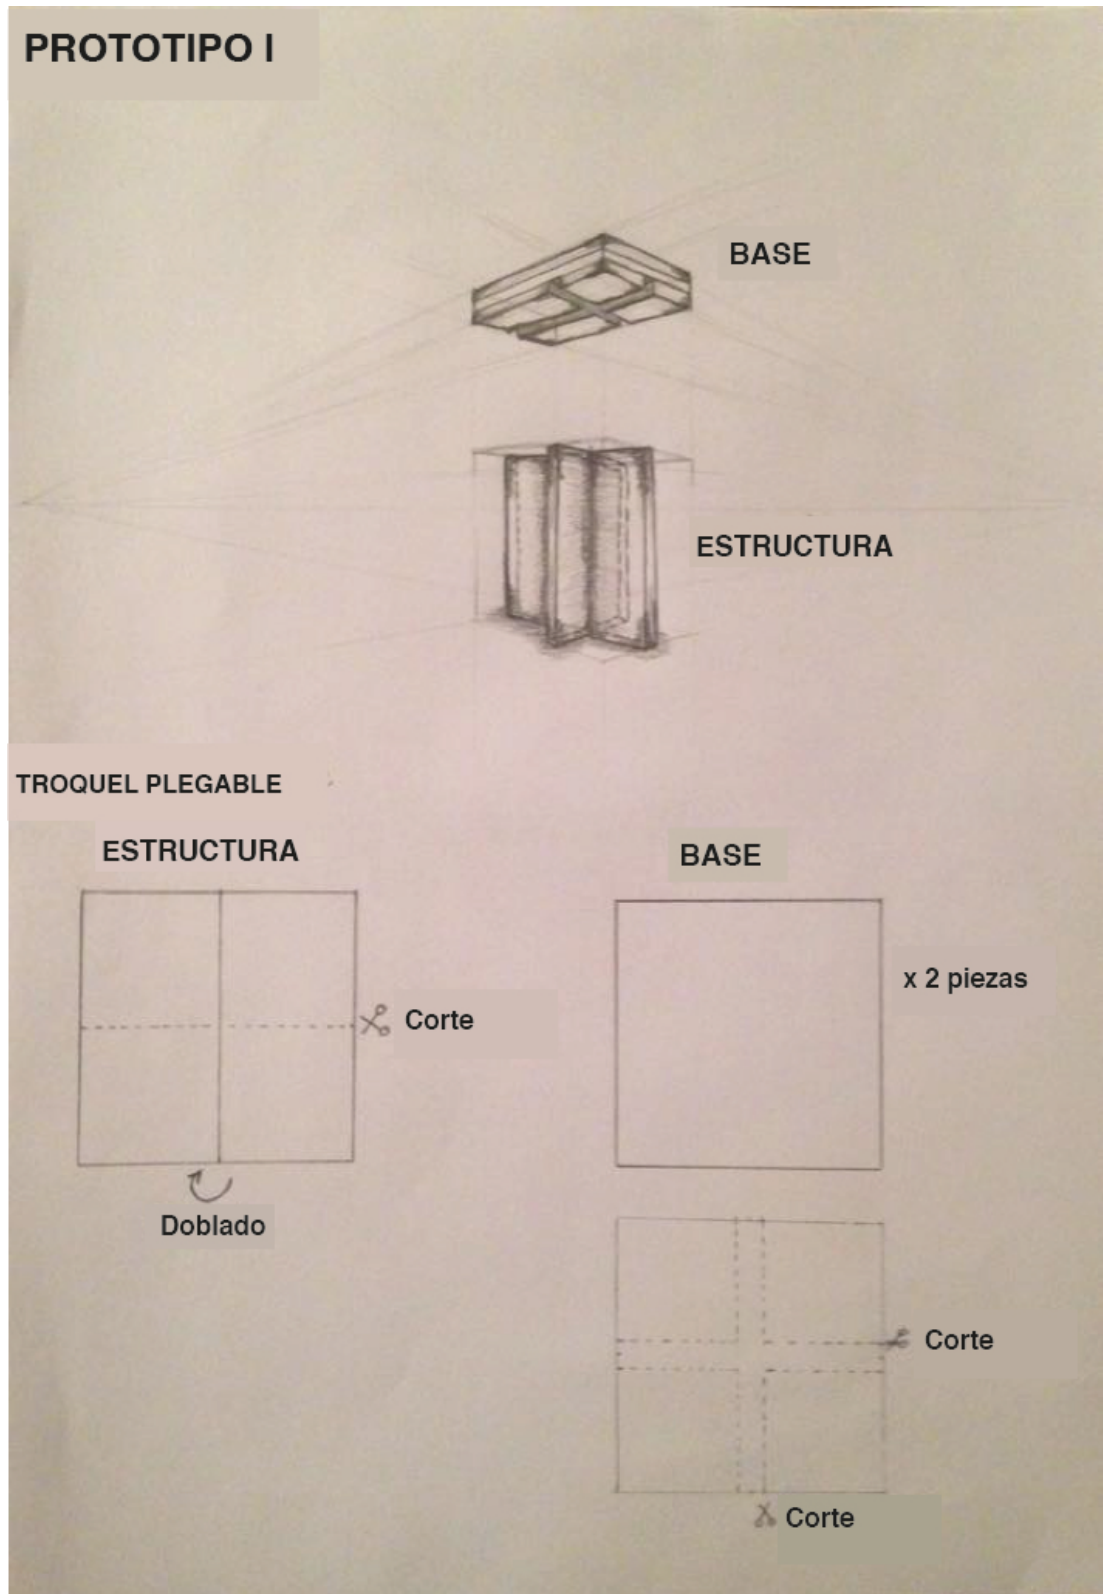 PROTOTIPO I
BASE
ESTRUCTURA
TROQUEL PLEGABLE
ESTRUCTURA
BASE
x 2 piezas
Corte
Doblado
Corte
Corte